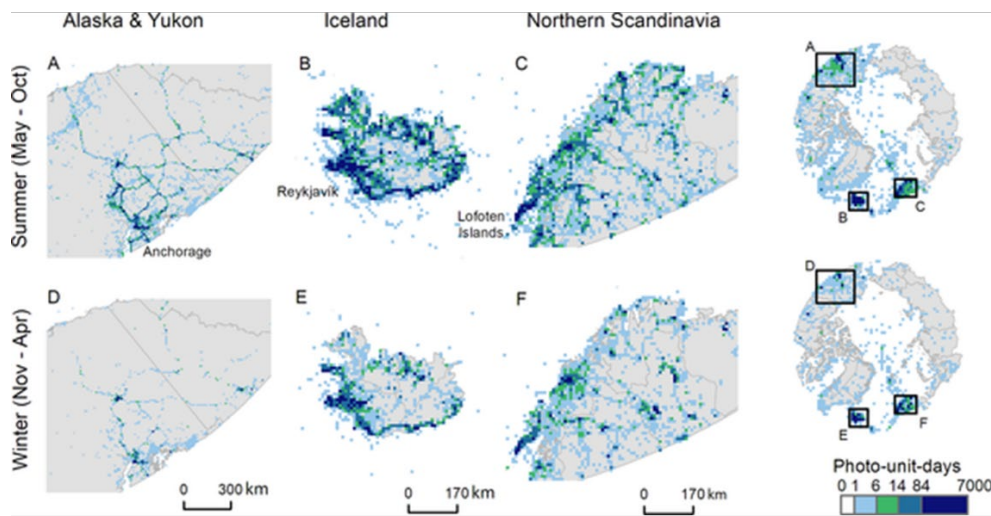 Alaska & Yukon Iceland Northern Scandinavia
Summer (May - Oct)
A B C A
Reykjavík
Lofoten
Islands
Anchorage
B C
Winter (Nov - Apr)
D E F D
E F
Photo-unit-days
0 1 6 14 84 7000
0 300 km 0 170 km 0 170 km